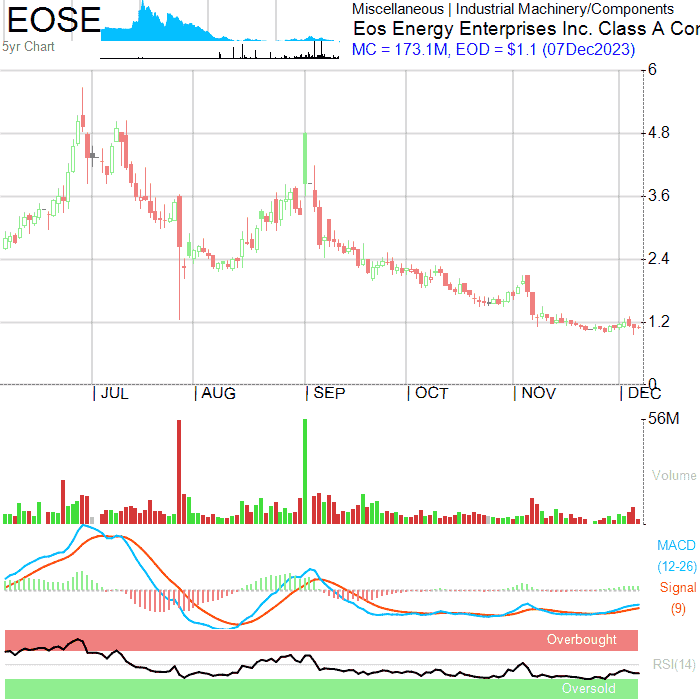 EOSE
5yr Chart
Miscellaneous | Industrial Machinery/Components
Eos Energy Enterprises Inc. Class A Cor
MC = 173.1M, EOD = $1.1 (07Dec2023)
6
4.8
3.6
2.4
1.2
0
| JUL | AUG | SEP | OCT | NOV | DEC
56M
Volume
MACD
(12-26)
Signal
(9)
Overbought
RSI(14)
Oversold